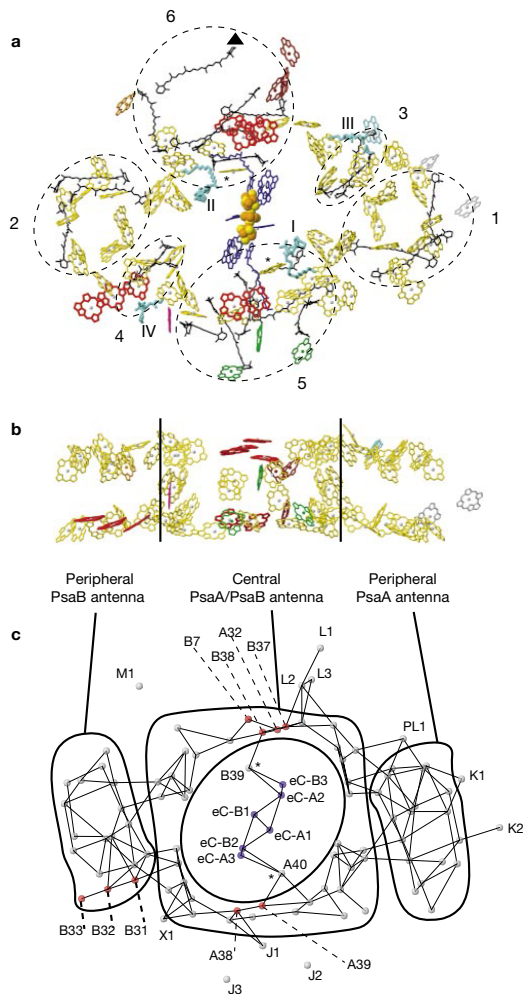 a
6
III
3
2
II
1
I
*
4
IV
5
b
Peripheral
PsaB antenna
Central
PsaA/PsaB antenna
Peripheral
PsaA antenna
c
L1
A32
B7
B37
B38
M1
L2
L3
PL1
B39
*
eC-B3
K1
eC-A2
eC-B1
K2
eC-A1
eC-B2
eC-A3
A40
*
B33
B32
B31
X1
J1
A38'
A39
J2
J3